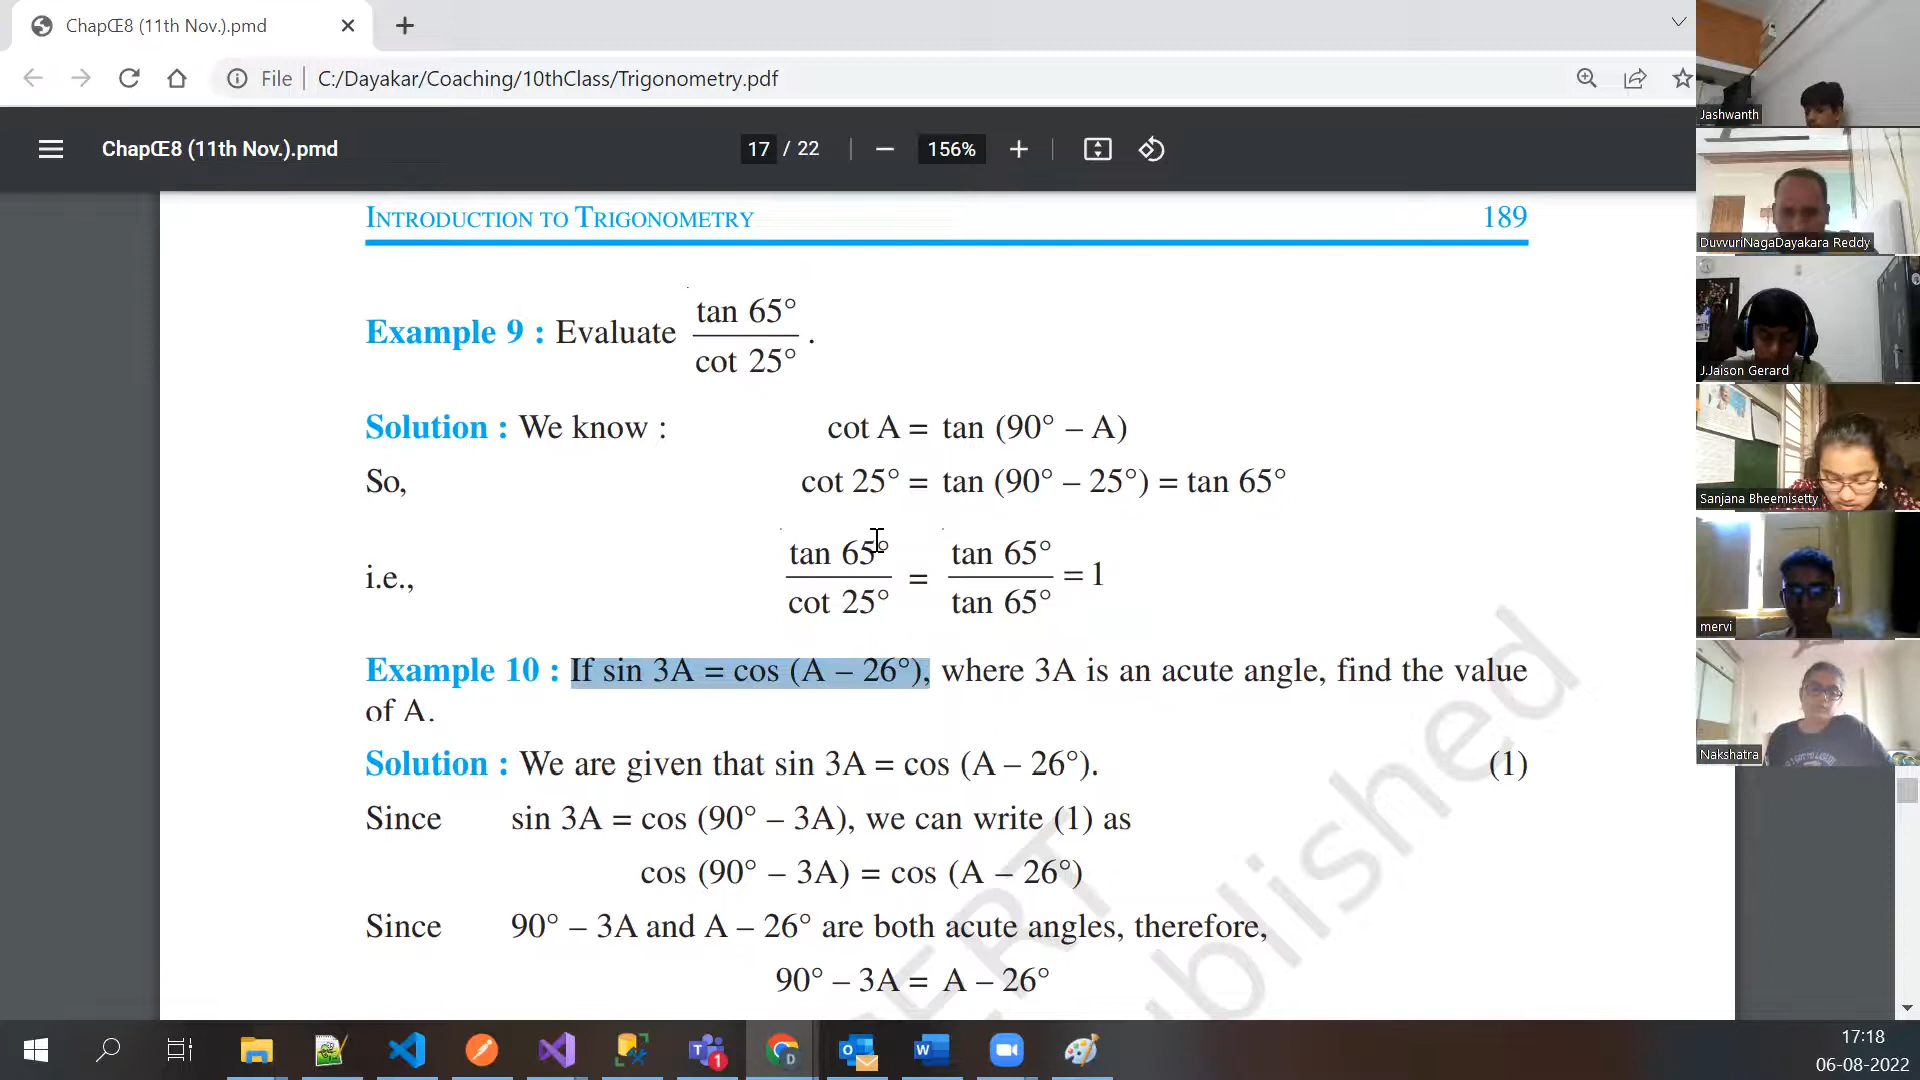 ChapŒ8 (11th Nov.).pmd
File
C:/Dayakar/Coaching/10thClass/Trigonometry.pdf
ChapŒ8 (11th Nov.).pmd
17 / 22
156%
INTRODUCTION TO TRIGONOMETRY 189
Example 9 : Evaluate tan 65° / cot 25° .
Solution : We know : cot A = tan (90° – A)
So, cot 25° = tan (90° – 25°) = tan 65°
i.e., tan 65° / cot 25° = tan 65° / tan 65° = 1
Example 10 : If sin 3A = cos (A – 26°), where 3A is an acute angle, find the value
of A.
Solution : We are given that sin 3A = cos (A – 26°). (1)
Since sin 3A = cos (90° – 3A), we can write (1) as
cos (90° – 3A) = cos (A – 26°)
Since 90° – 3A and A – 26° are both acute angles, therefore,
90° – 3A = A – 26°
blished
Jashwanth
DuvvuriNagaDayakara Reddy
J.Jaison Gerard
Sanjana Bheemisetty
mervi
Nakshatra
17:18
06-08-2022